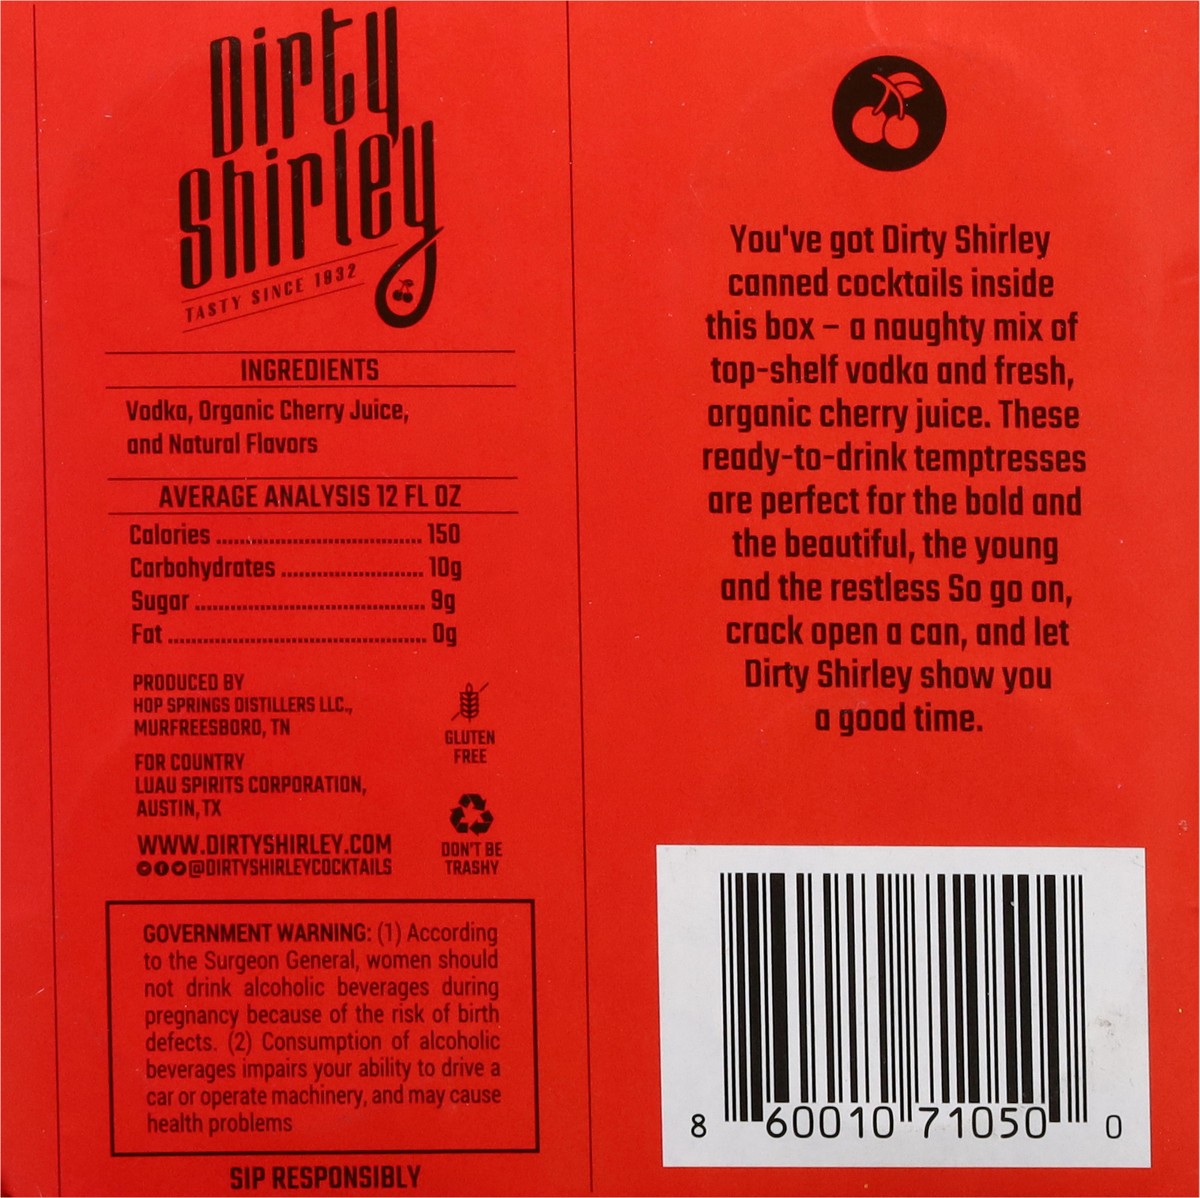 Dirty
Shirley
TASTY SINCE 1932
INGREDIENTS
Vodka, Organic Cherry Juice,
and Natural Flavors
AVERAGE ANALYSIS 12 FL OZ
Calories ................................... 150
Carbohydrates ........................ 10g
Sugar ....................................... 9g
Fat ............................................ 0g
PRODUCED BY
HOP SPRINGS DISTILLERS LLC.,
MURFREESBORO, TN
FOR COUNTRY
LUAU SPIRITS CORPORATION,
AUSTIN, TX
WWW.DIRTYSHIRLEY.COM
@DIRTYSHIRLEYCOCKTAILS
GLUTEN
FREE
DON'T BE
TRASHY
GOVERNMENT WARNING: (1) According
to the Surgeon General, women should
not drink alcoholic beverages during
pregnancy because of the risk of birth
defects. (2) Consumption of alcoholic
beverages impairs your ability to drive a
car or operate machinery, and may cause
health problems
SIP RESPONSIBLY
You've got Dirty Shirley
canned cocktails inside
this box – a naughty mix of
top-shelf vodka and fresh,
organic cherry juice. These
ready-to-drink temptresses
are perfect for the bold and
the beautiful, the young
and the restless So go on,
crack open a can, and let
Dirty Shirley show you
a good time.
8 60010 71050 0